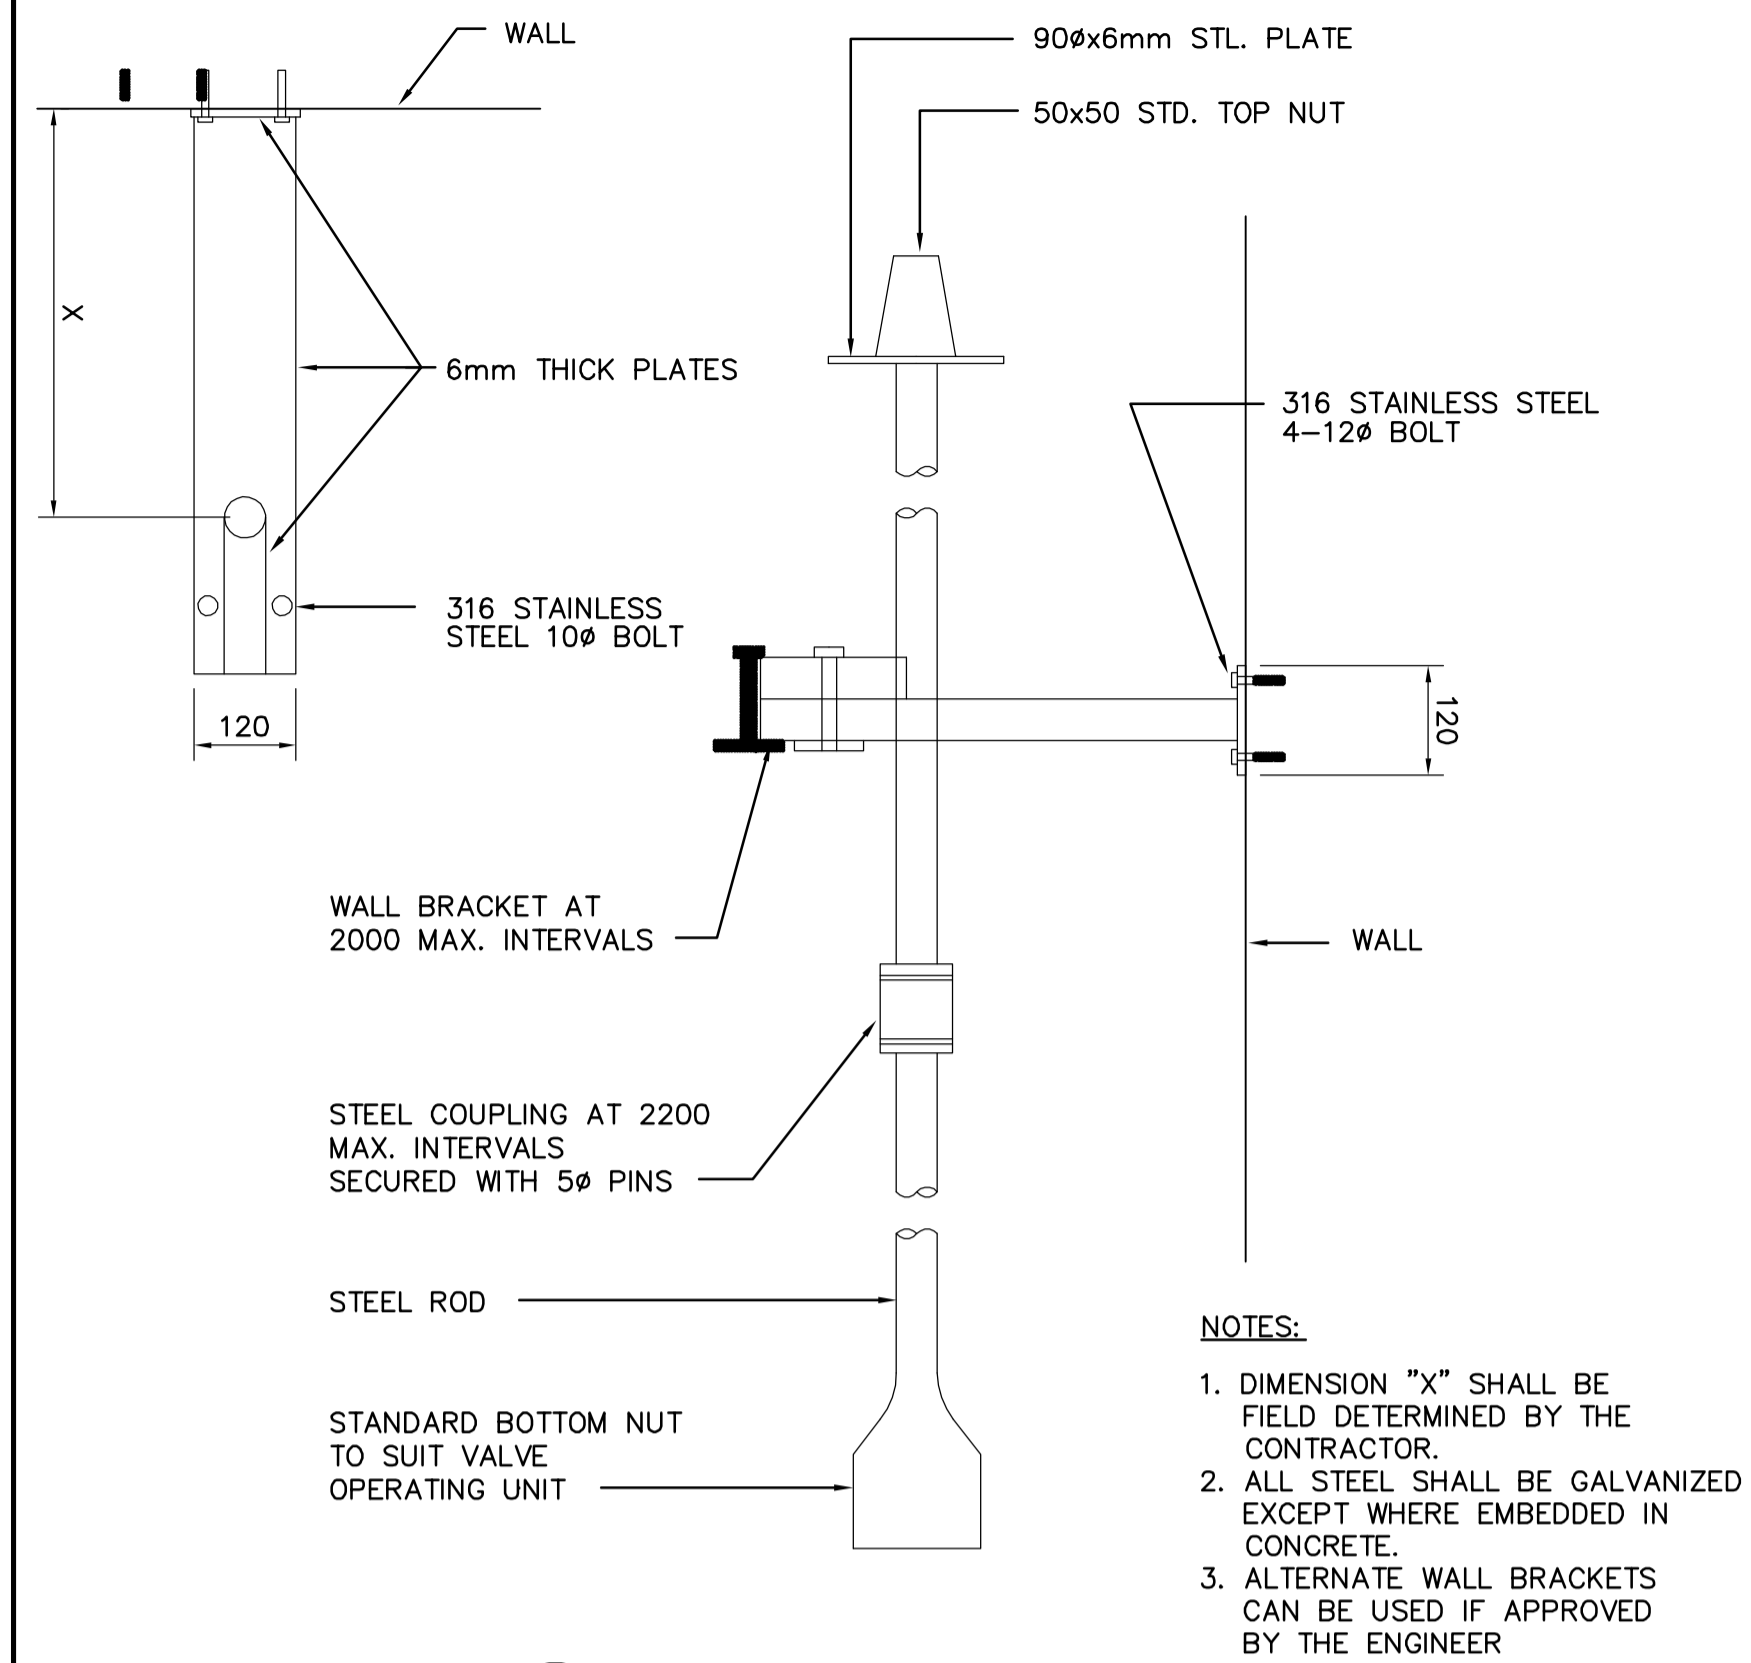 WALL
90øx6mm STL. PLATE
50x50 STD. TOP NUT
X
6mm THICK PLATES
316 STAINLESS STEEL
4-12ø BOLT
316 STAINLESS
STEEL 10ø BOLT
120
120
WALL BRACKET AT
2000 MAX. INTERVALS
WALL
STEEL COUPLING AT 2200
MAX. INTERVALS
SECURED WITH 5ø PINS
STEEL ROD
STANDARD BOTTOM NUT
TO SUIT VALVE
OPERATING UNIT
NOTES:
1. DIMENSION "X" SHALL BE
FIELD DETERMINED BY THE
CONTRACTOR.
2. ALL STEEL SHALL BE GALVANIZED
EXCEPT WHERE EMBEDDED IN
CONCRETE.
3. ALTERNATE WALL BRACKETS
CAN BE USED IF APPROVED
BY THE ENGINEER